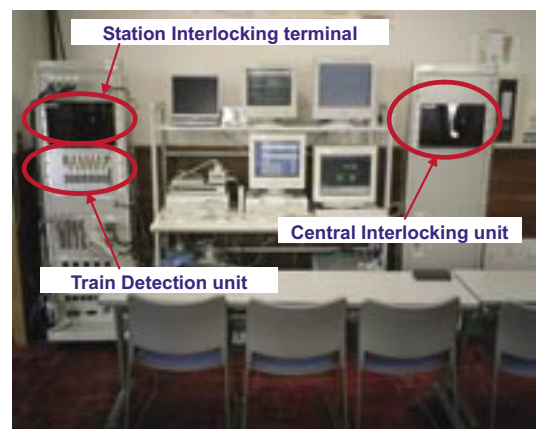 Station Interlocking terminal
Central Interlocking unit
Train Detection unit